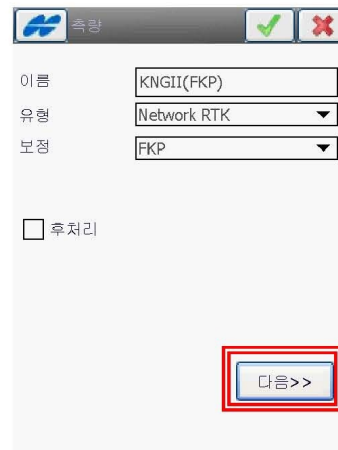 측량
이름 KNGII(FKP)
유형 Network RTK
보정 FKP
후처리
다음>>